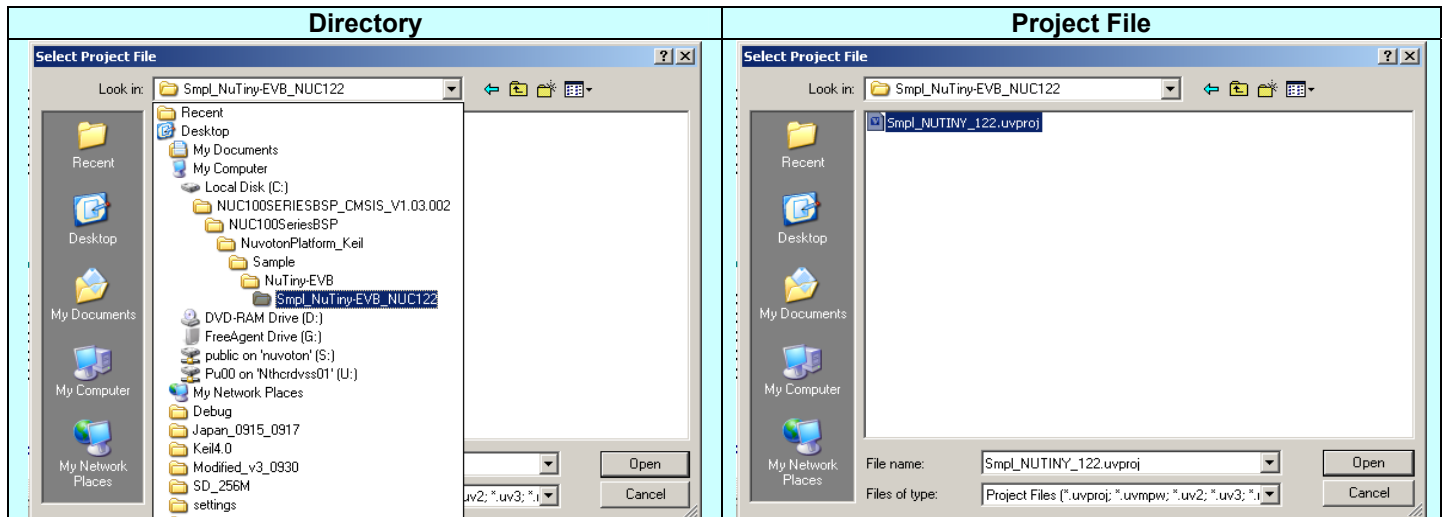 Directory
Project File
Select Project File
Look in:
Smpl_NuTiny-EVB_NUC122
Recent
Desktop
My Documents
My Computer
Local Disk (C:)
NUC100SERIESBSP_CMSIS_V1.03.002
NUC100SeriesBSP
NuvotonPlatform_Keil
Sample
NuTiny-EVB
Smpl_NuTiny-EVB_NUC122
DVD-RAM Drive (D:)
FreeAgent Drive (G:)
public on 'nuvoton' (S:)
Pu00 on 'Nthcrdvss01' (U:)
My Network Places
Debug
Japan_0915_0917
Keil4.0
Modified_v3_0930
SD_256M
settings
Recent
Desktop
My Documents
My Computer
My Network
Places
Open
uv2; *.uv3; *.
Cancel
Select Project File
Look in:
Smpl_NuTiny-EVB_NUC122
Smpl_NUTINY_122.uvproj
Recent
Desktop
My Documents
My Computer
My Network
Places
File name:
Smpl_NUTINY_122.uvproj
Open
Files of type:
Project Files (*.uvproj; *.uvmpw; *.uv2; *.uv3; *.
Cancel